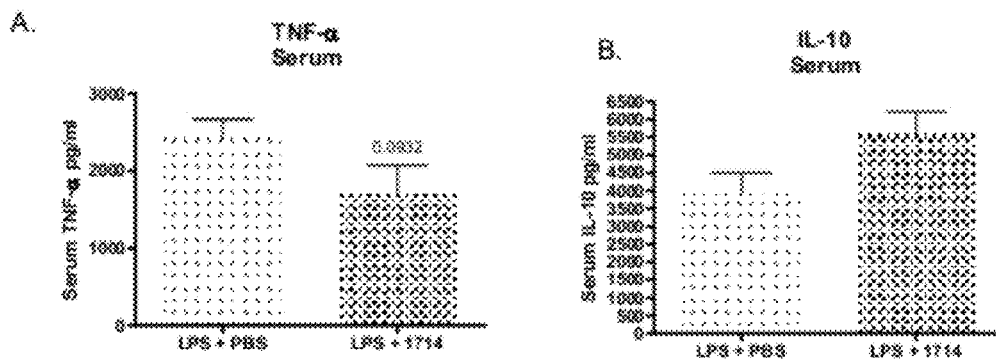 A.
TNF-α
Serum
Serum TNF-α pg/ml
3000
2000
1000
0
0.0932
LPS + PBS
LPS + 1714
B.
IL-10
Serum
Serum IL-10 pg/ml
6500
6000
5500
5000
4500
4000
3500
3000
2500
2000
1500
1000
500
0
LPS + PBS
LPS + 1714